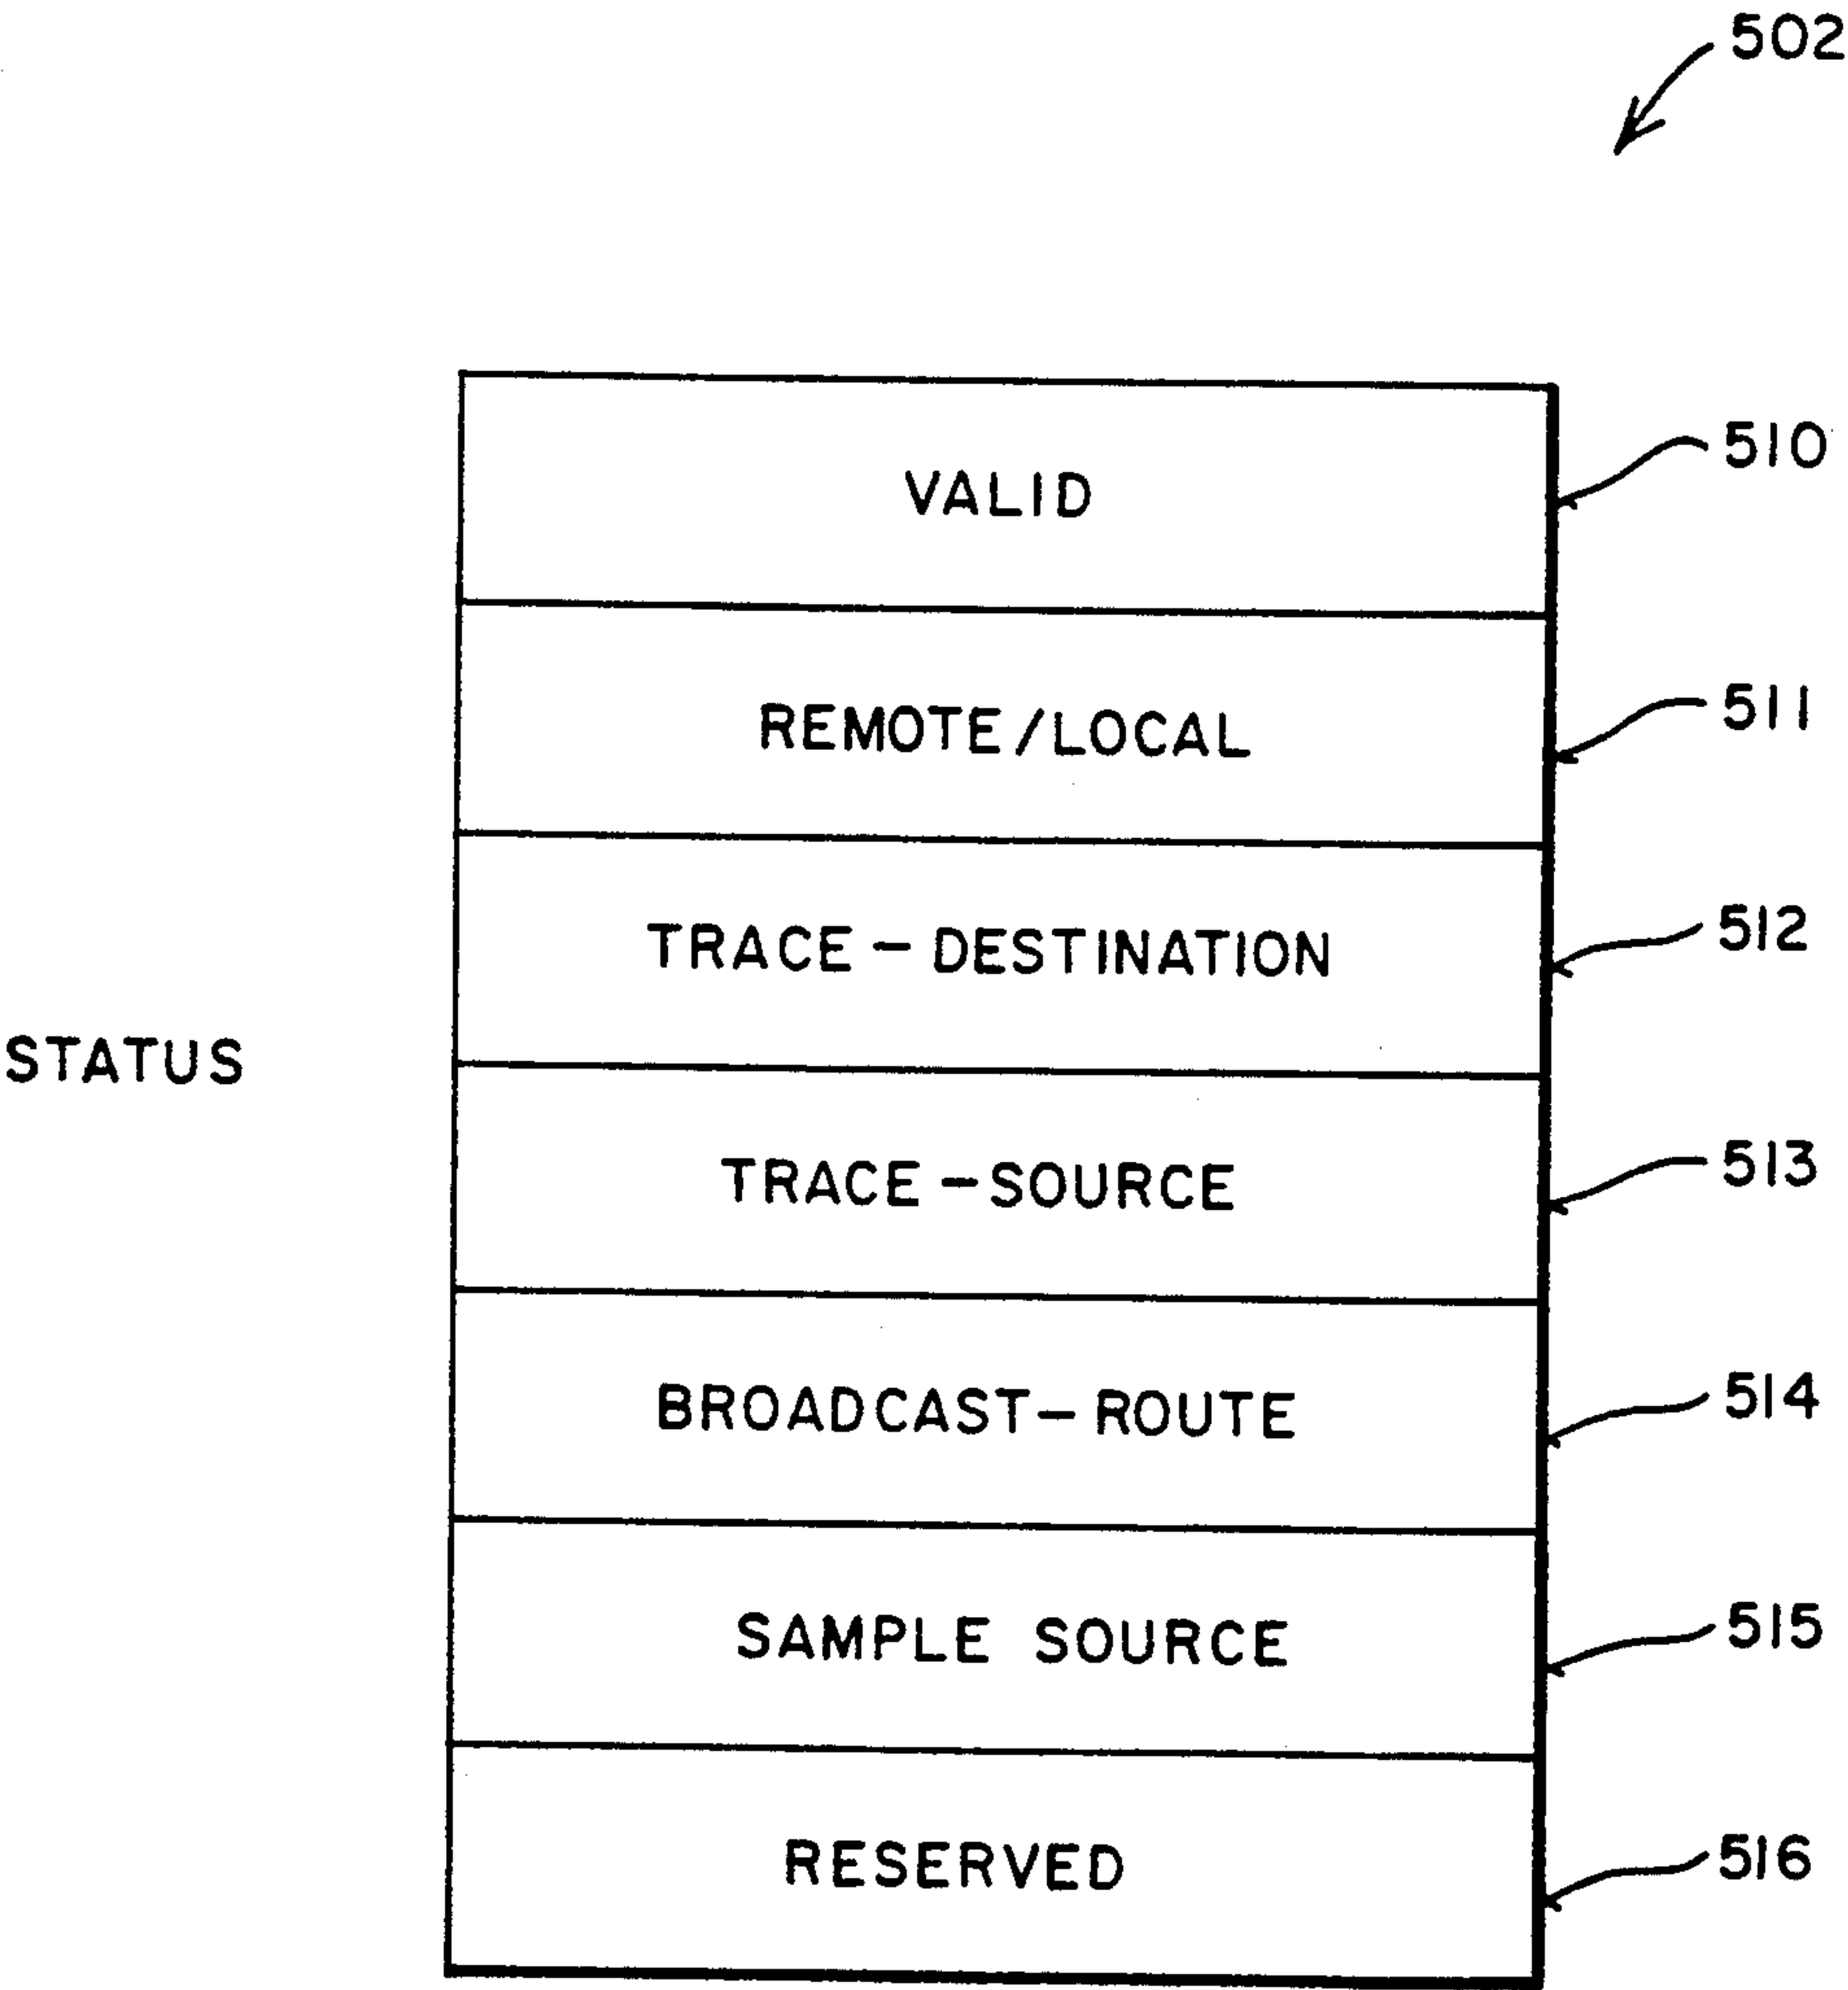 502
VALID
510
REMOTE/LOCAL
511
TRACE-DESTINATION
512
STATUS
TRACE-SOURCE
513
BROADCAST-ROUTE
514
SAMPLE SOURCE
515
RESERVED
516